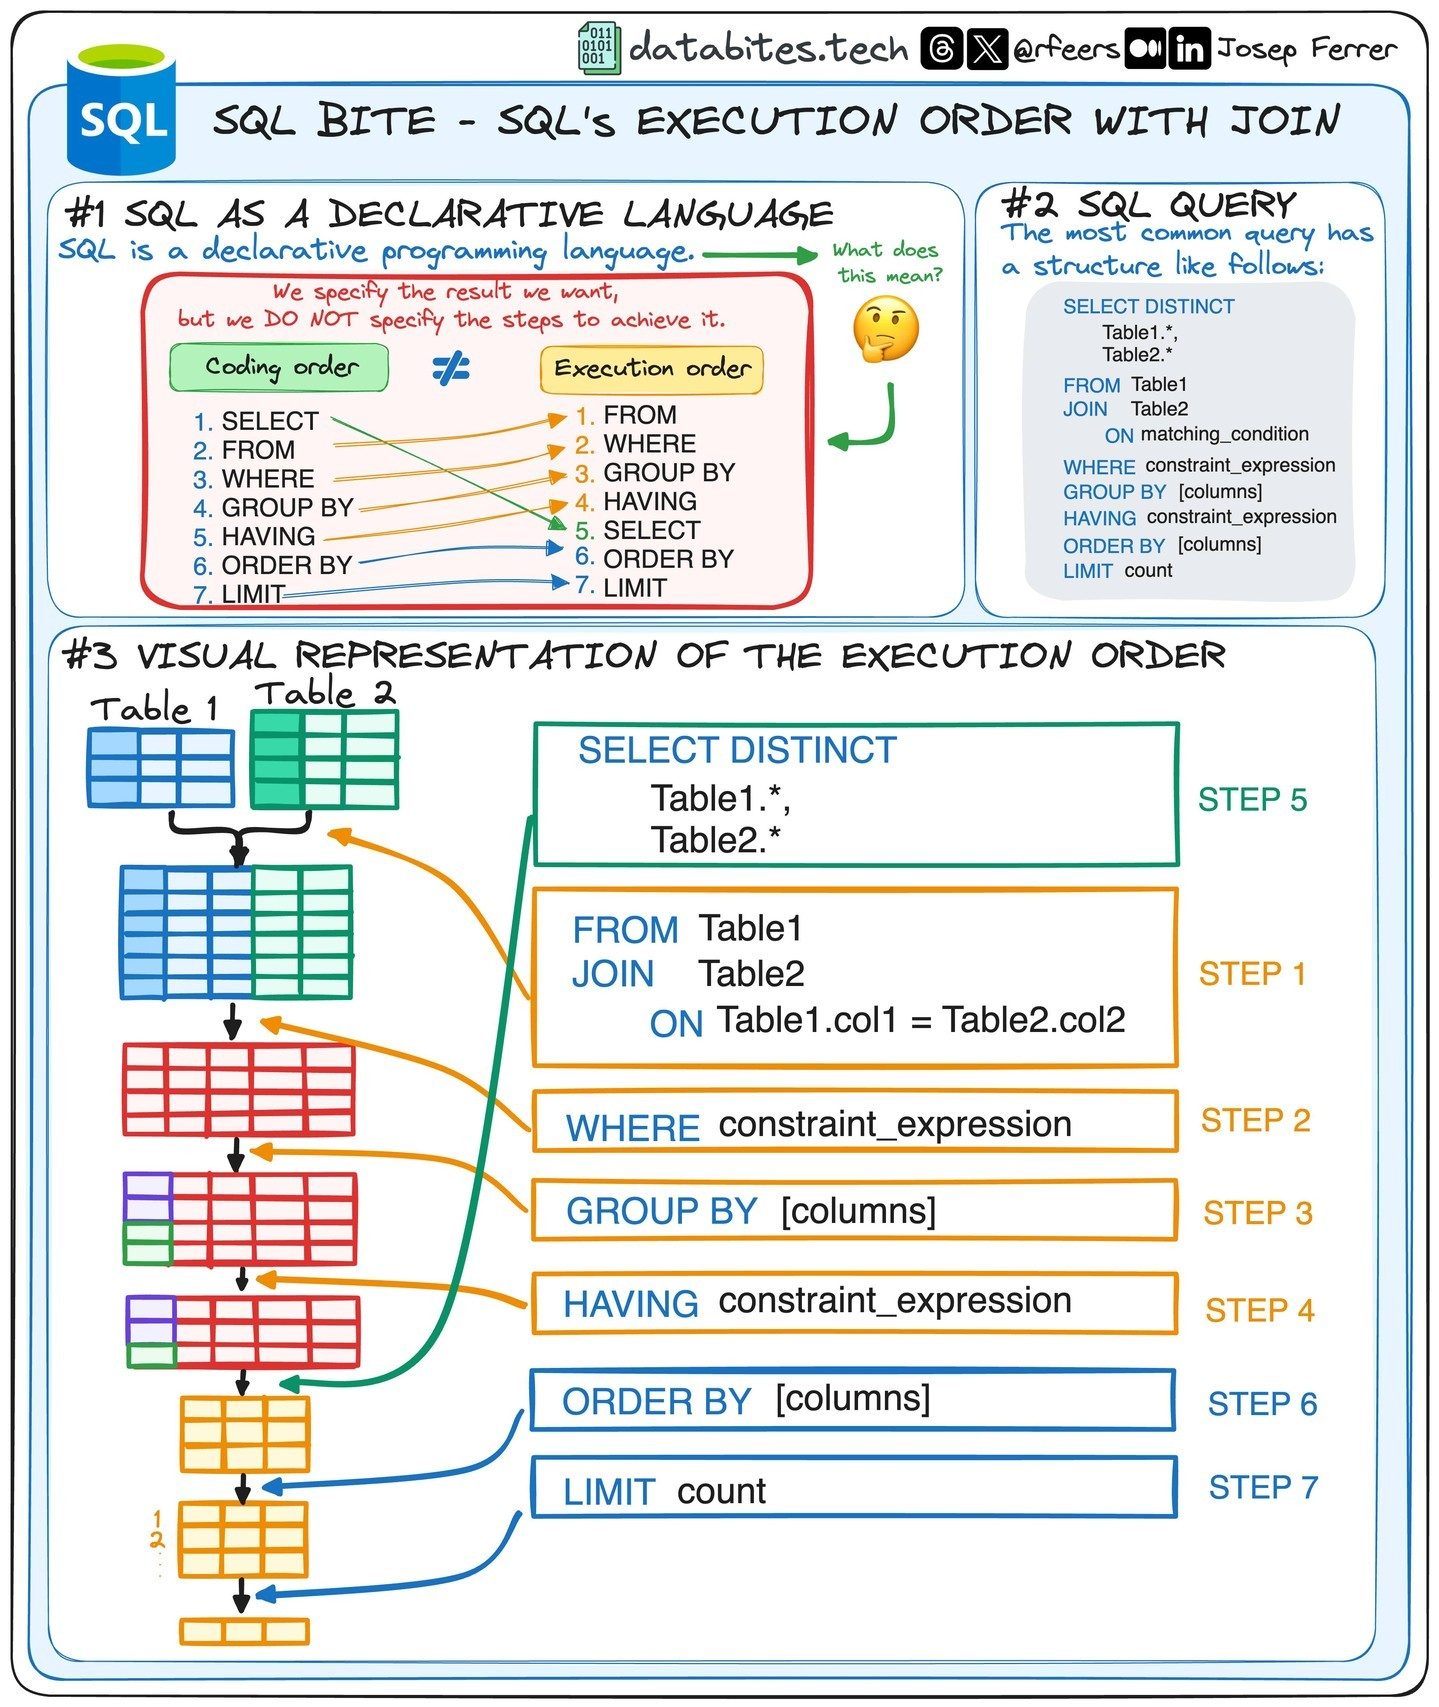 011
0101
001
databites.tech
@rfeers
in
Josep Ferrer
SQL
SQL BITE - SQL's EXECUTION ORDER WITH JOIN
#1 SQL AS A DECLARATIVE LANGUAGE
SQL is a declarative programming language.
What does
this mean?
We specify the result we want,
but we DO NOT specify the steps to achieve it.
Coding order
≠
Execution order
1. SELECT
2. FROM
3. WHERE
4. GROUP BY
5. HAVING
6. ORDER BY
7. LIMIT
1. FROM
2. WHERE
3. GROUP BY
4. HAVING
5. SELECT
6. ORDER BY
7. LIMIT
#2 SQL QUERY
The most common query has
a structure like follows:
SELECT DISTINCT
Table1.*,
Table2.*
FROM Table1
JOIN Table2
ON matching_condition
WHERE constraint_expression
GROUP BY [columns]
HAVING constraint_expression
ORDER BY [columns]
LIMIT count
#3 VISUAL REPRESENTATION OF THE EXECUTION ORDER
Table 1
Table 2
SELECT DISTINCT
Table1.*,
Table2.*
STEP 5
FROM Table1
JOIN Table2
ON Table1.col1 = Table2.col2
STEP 1
WHERE constraint_expression
STEP 2
GROUP BY [columns]
STEP 3
HAVING constraint_expression
STEP 4
ORDER BY [columns]
STEP 6
LIMIT count
STEP 7
1
2
.
.